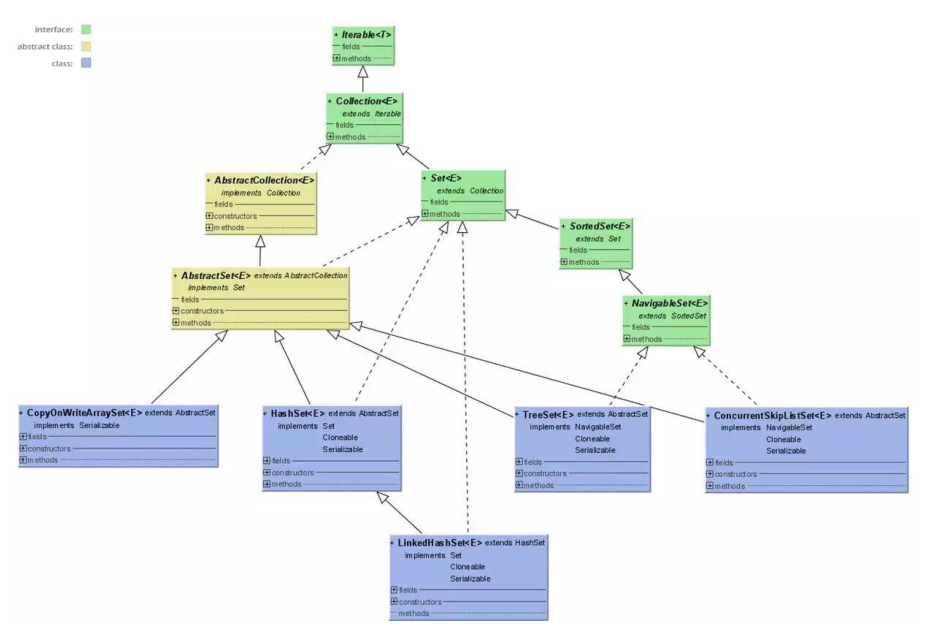 interface:
abstract class:
class:
+ Iterable<T>
fields
methods
+ Collection<E>
extends Iterable
fields
methods
+ AbstractCollection<E>
implements Collection
fields
constructors
methods
+ Set<E>
extends Collection
fields
methods
+ SortedSet<E>
extends Set
fields
methods
+ AbstractSet<E> extends AbstractCollection
implements Set
fields
constructors
methods
+ NavigableSet<E>
extends SortedSet
fields
methods
+ CopyOnWriteArraySet<E> extends AbstractSet
implements Serializable
fields
constructors
methods
+ HashSet<E> extends AbstractSet
implements Set
Cloneable
Serializable
fields
constructors
methods
+ TreeSet<E> extends AbstractSet
implements NavigableSet
Cloneable
Serializable
fields
constructors
methods
+ ConcurrentSkipListSet<E> extends AbstractSet
implements NavigableSet
Cloneable
Serializable
fields
constructors
methods
+ LinkedHashSet<E> extends HashSet
implements Set
Cloneable
Serializable
fields
constructors
methods